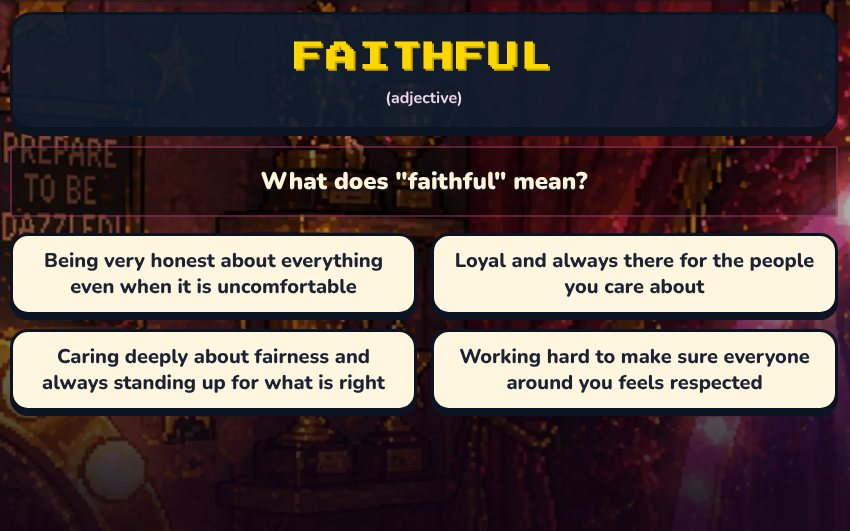 FAITHFUL
(adjective)
PREPARE
TO BE
DAZZLED!
What does "faithful" mean?
Being very honest about everything
even when it is uncomfortable
Loyal and always there for the people
you care about
Caring deeply about fairness and
always standing up for what is right
Working hard to make sure everyone
around you feels respected